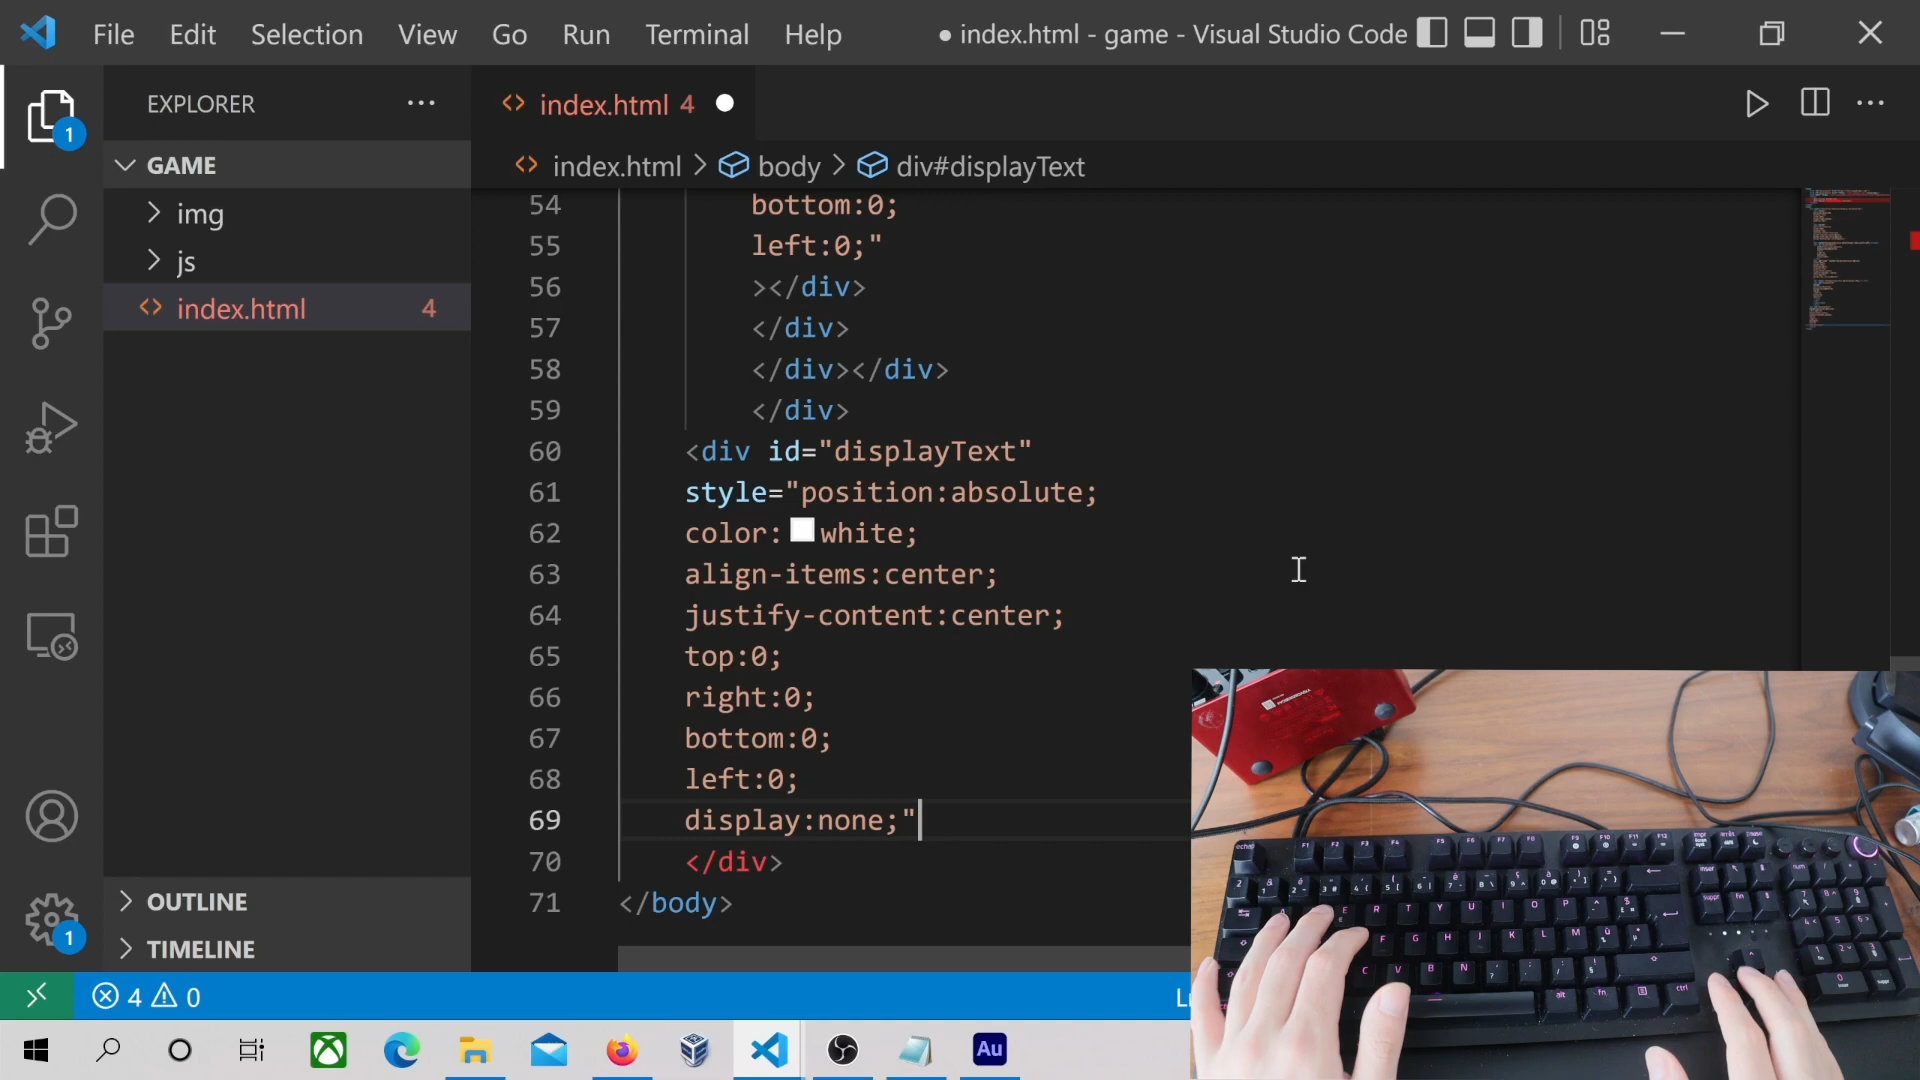 File Edit Selection View Go Run Terminal Help ● index.html - game - Visual Studio Code
EXPLORER ...
index.html 4
GAME
img
js
index.html 4
OUTLINE
TIMELINE
index.html > body > div#displayText
54 bottom:0;
55 left:0;"
56 ></div>
57 </div>
58 </div></div>
59 </div>
60 <div id="displayText"
61 style="position:absolute;
62 color: white;
63 align-items:center;
64 justify-content:center;
65 top:0;
66 right:0;
67 bottom:0;
68 left:0;
69 display:none;"
70 </div>
71 </body>
1
1
4 0
Au